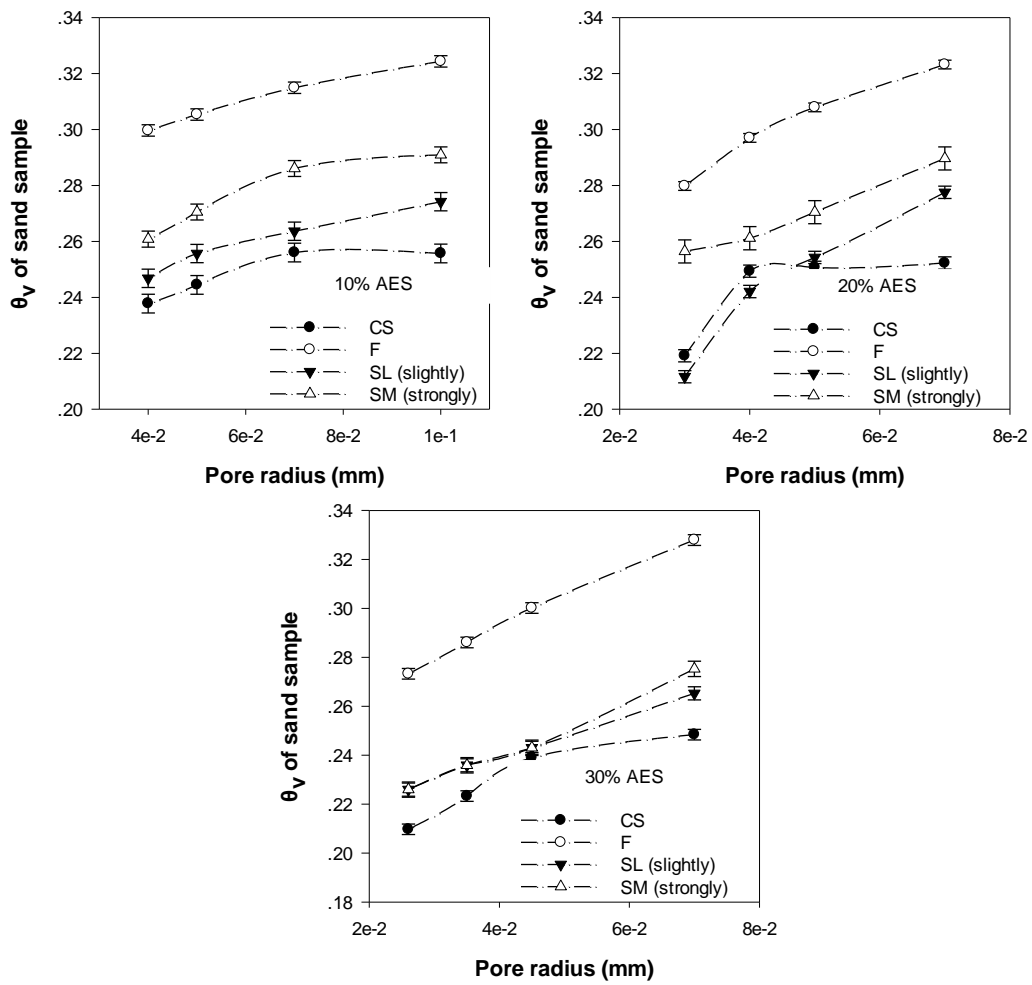 .34
.32
.30
.28
.26
.24
.22
.20
θv of sand sample
10% AES
CS
F
SL (slightly)
SM (strongly)
4e-2 6e-2 8e-2 1e-1
Pore radius (mm)
.34
.32
.30
.28
.26
.24
.22
.20
θv of sand sample
20% AES
CS
F
SL (slightly)
SM (strongly)
2e-2 4e-2 6e-2 8e-2
Pore radius (mm)
.34
.32
.30
.28
.26
.24
.22
.20
.18
θv of sand sample
30% AES
CS
F
SL (slightly)
SM (strongly)
2e-2 4e-2 6e-2 8e-2
Pore radius (mm)